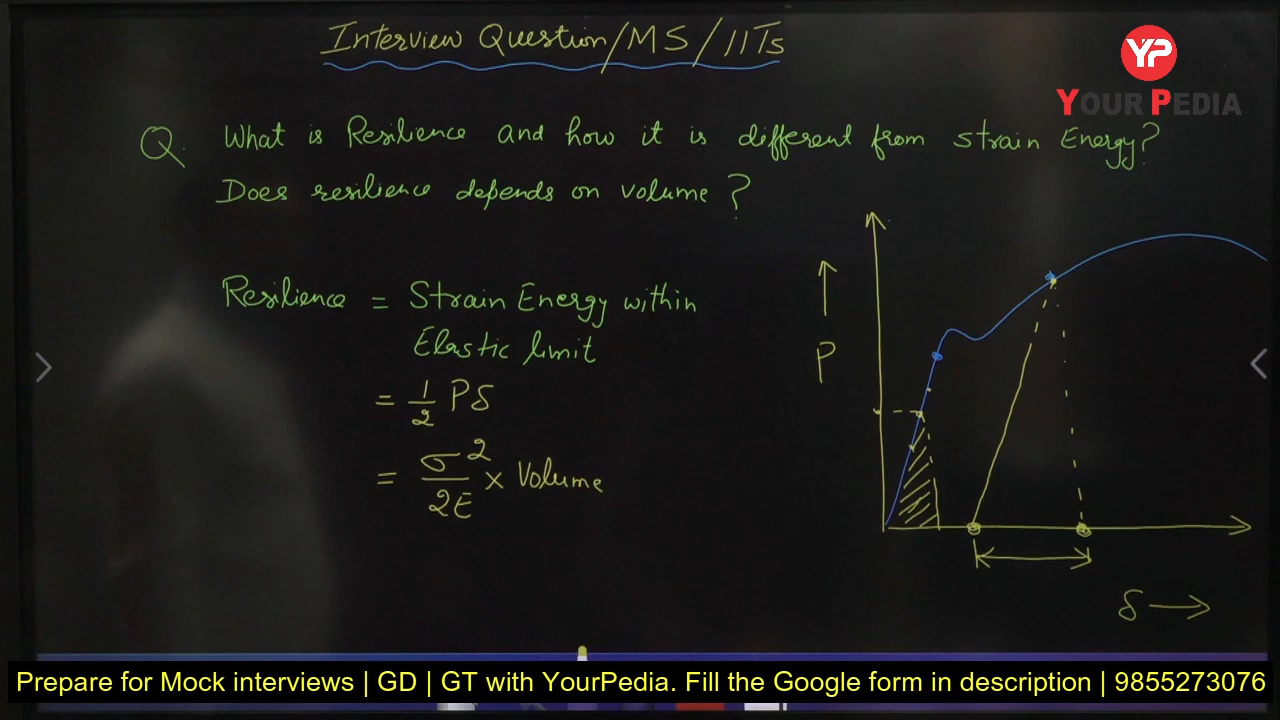 Interview Question/MS/IITs
YP
YOUR PEDIA
Q. What is Resilience and how it is different from strain Energy?
Does resilience depends on volume?
Resilience = Strain Energy within
Elastic limit
= 1/2 Pδ
= σ²/2E × Volume
P
δ
Prepare for Mock interviews | GD | GT with YourPedia. Fill the Google form in description | 9855273076